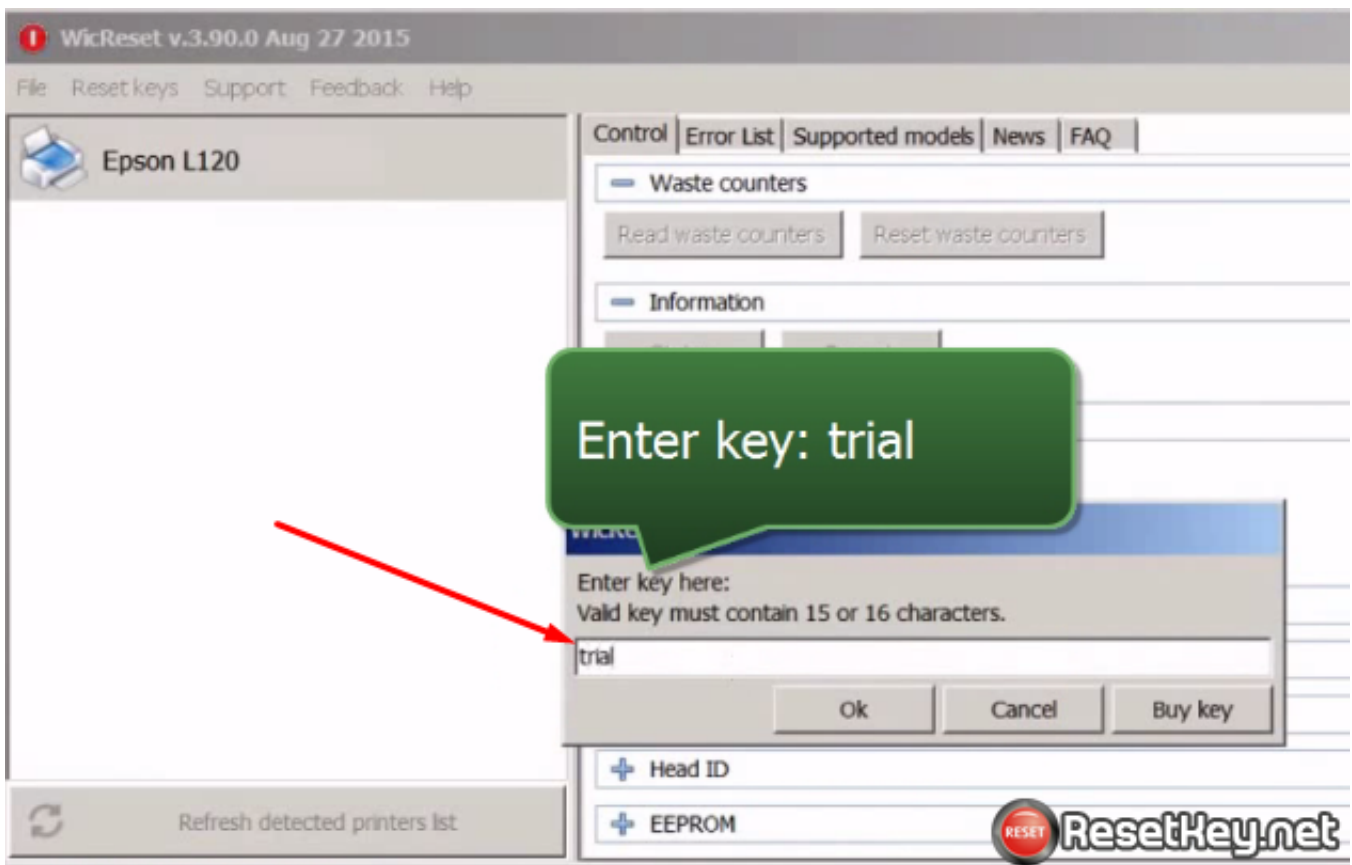 WicReset v.3.90.0 Aug 27 2015
File Reset keys Support Feedback Help
Epson L120
Control Error List Supported models News FAQ
Waste counters
Read waste counters Reset waste counters
Information
Enter key: trial
Enter key here:
Valid key must contain 15 or 16 characters.
trial
Ok Cancel Buy key
Head ID
EEPROM
Refresh detected printers list
RESET ResetKey.net